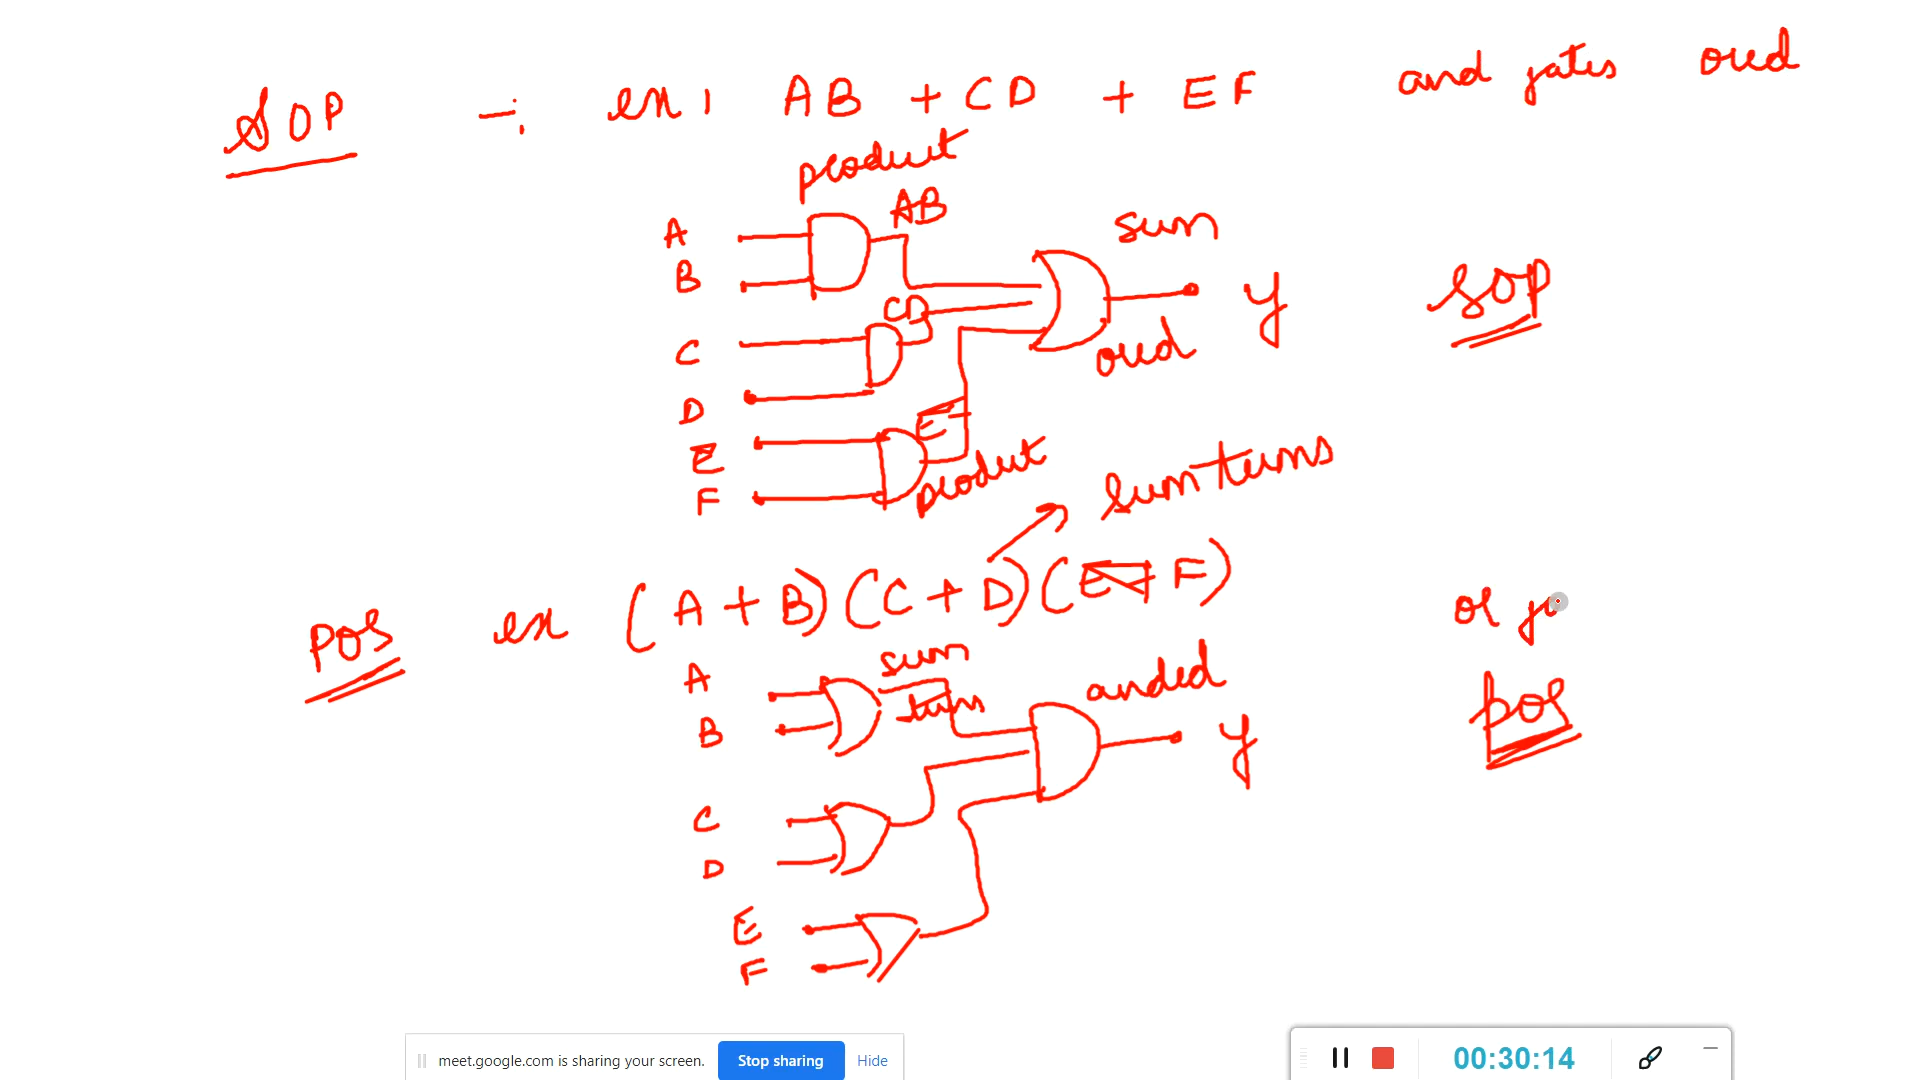 SOP -: ex: AB + CD + EF and gates ored
product
AB
A
B
sum
Y
SOP
CD
C
ored
D
E
E
F
product
sum terms
POS ex (A + B)(C + D)(E + F)
or ga
A
sum
terms
anded
B
Y
pos
C
D
E
F
meet.google.com is sharing your screen. Stop sharing Hide
00:30:14